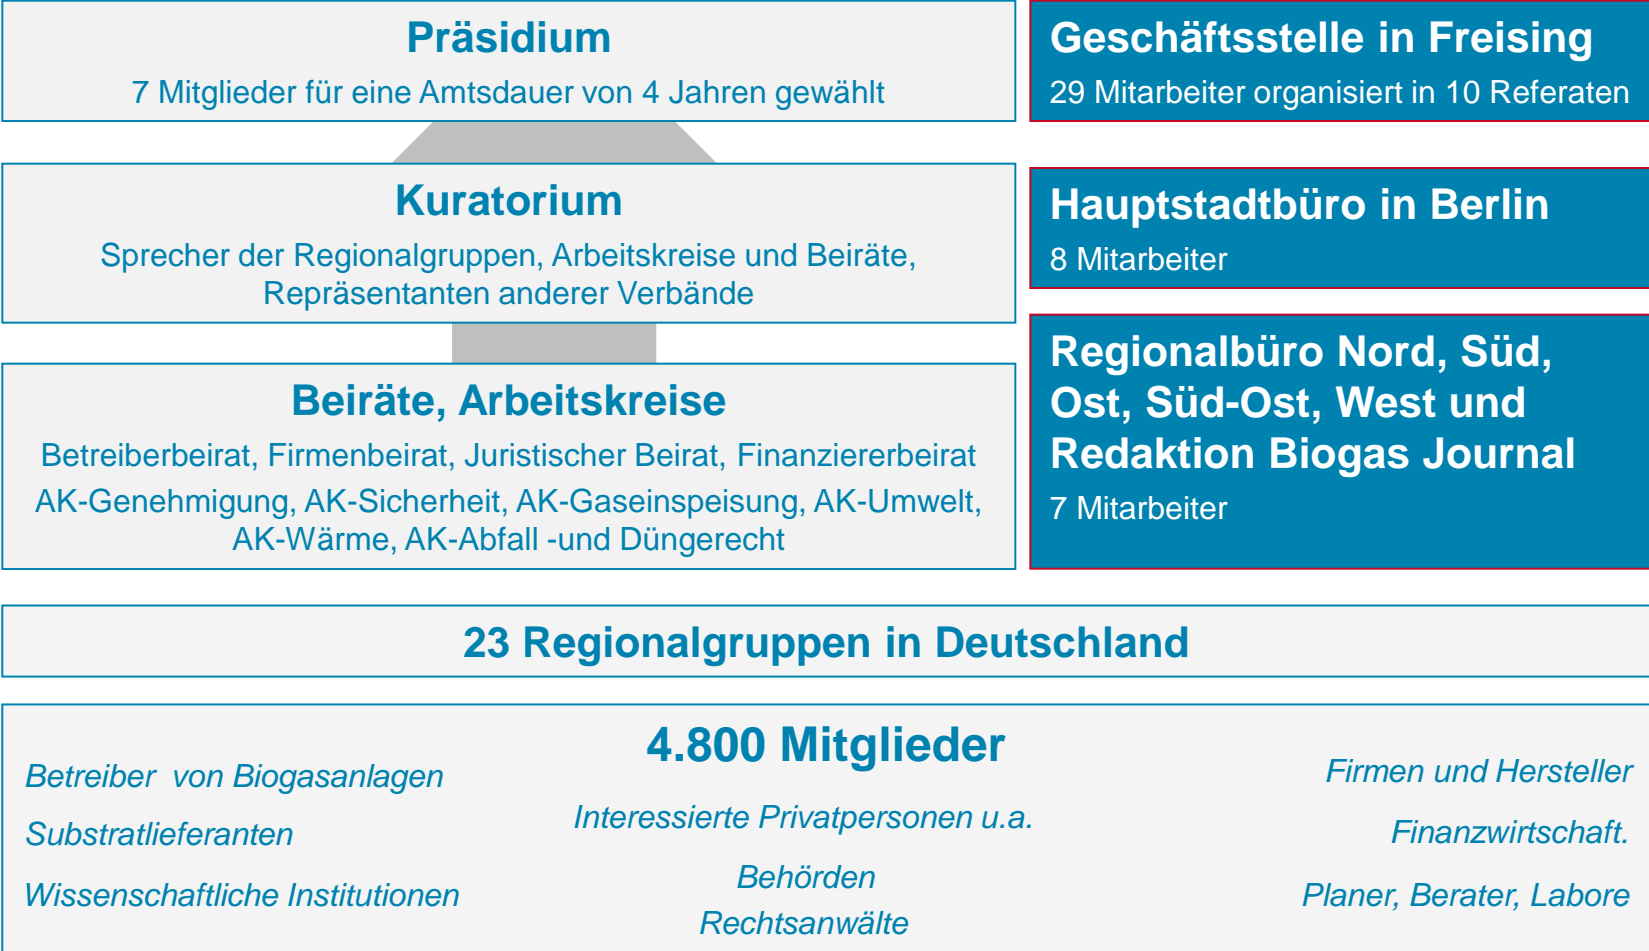 Präsidium
7 Mitglieder für eine Amtsdauer von 4 Jahren gewählt
Geschäftsstelle in Freising
29 Mitarbeiter organisiert in 10 Referaten
Kuratorium
Sprecher der Regionalgruppen, Arbeitskreise und Beiräte,
Repräsentanten anderer Verbände
Hauptstadtbüro in Berlin
8 Mitarbeiter
Beiräte, Arbeitskreise
Betreiberbeirat, Firmenbeirat, Juristischer Beirat, Finanziererbeirat
AK-Genehmigung, AK-Sicherheit, AK-Gaseinspeisung, AK-Umwelt,
AK-Wärme, AK-Abfall -und Düngerecht
Regionalbüro Nord, Süd,
Ost, Süd-Ost, West und
Redaktion Biogas Journal
7 Mitarbeiter
23 Regionalgruppen in Deutschland
4.800 Mitglieder
Betreiber von Biogasanlagen
Substratlieferanten
Wissenschaftliche Institutionen
Interessierte Privatpersonen u.a.
Behörden
Rechtsanwälte
Firmen und Hersteller
Finanzwirtschaft.
Planer, Berater, Labore